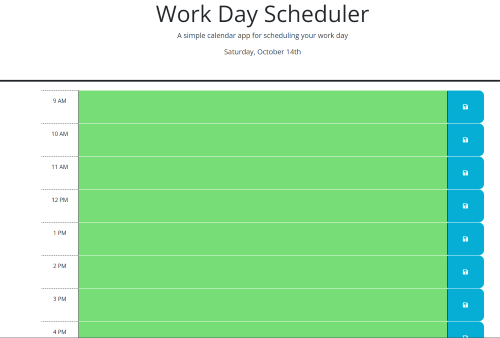 Work Day Scheduler
A simple calendar app for scheduling your work day
Saturday, October 14th
9 AM
10 AM
11 AM
12 PM
1 PM
2 PM
3 PM
4 PM